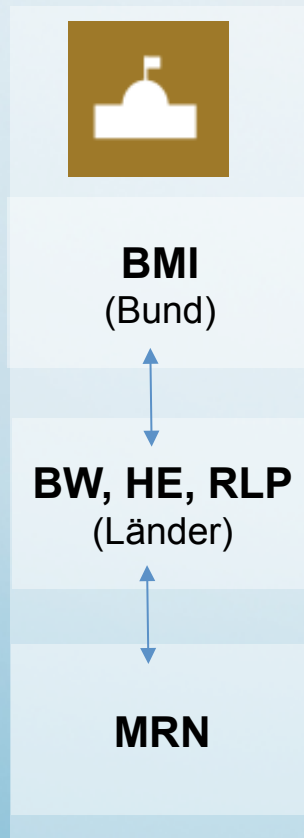 BMI
(Bund)
BW, HE, RLP
(Länder)
MRN